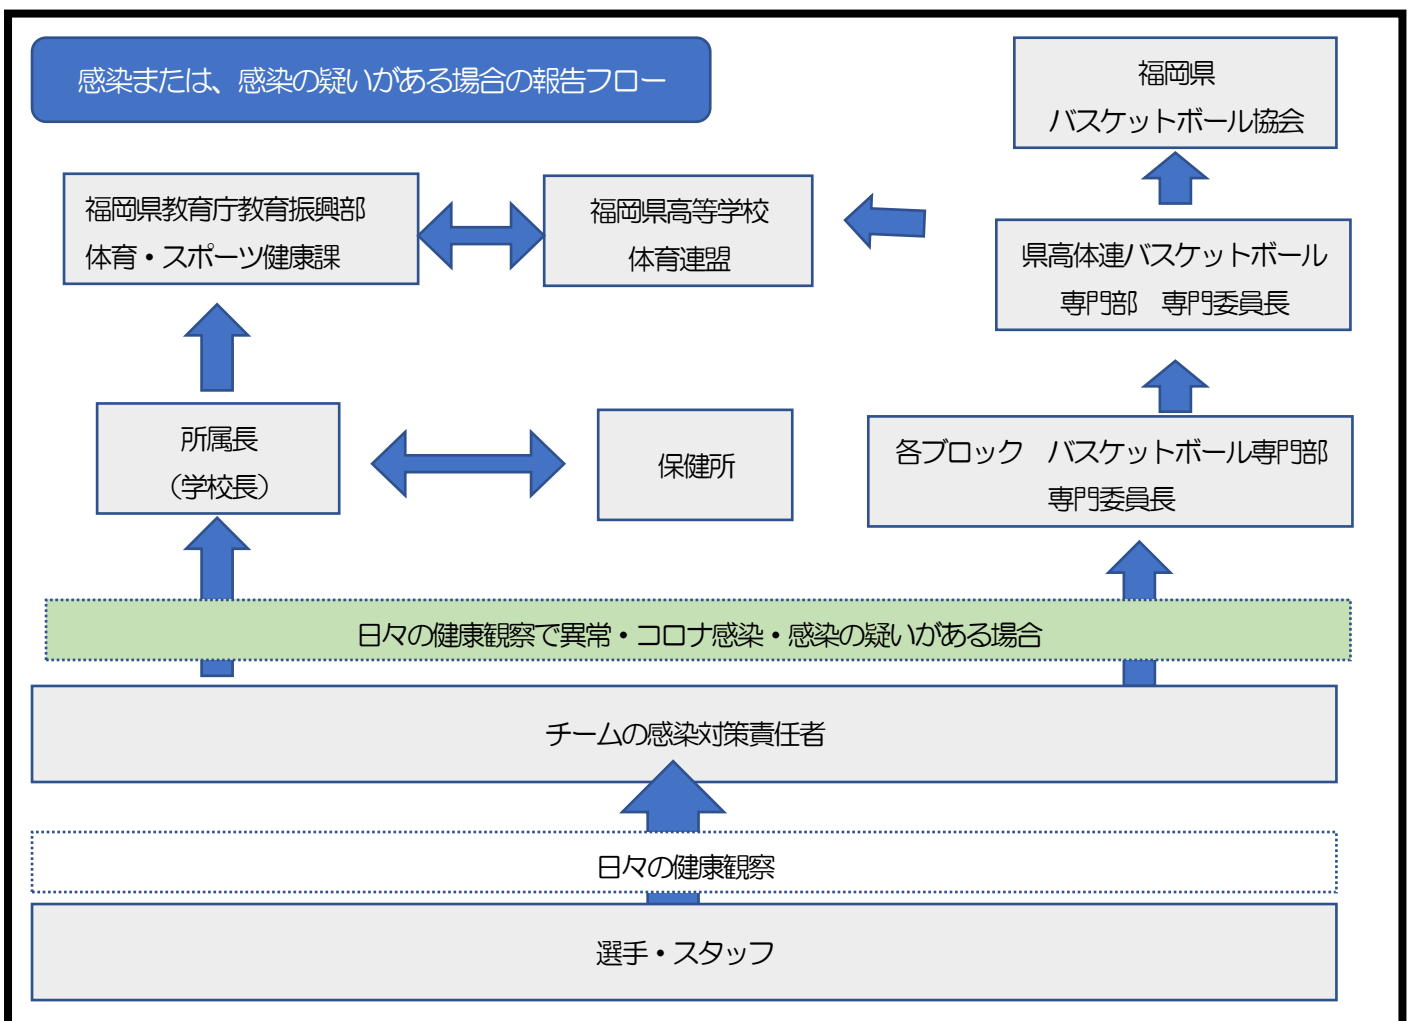 感染または、感染の疑いがある場合の報告フロー
福岡県
バスケットボール協会
福岡県教育庁教育振興部
体育・スポーツ健康課
福岡県高等学校
体育連盟
県高体連バスケットボール
専門部　専門委員長
所属長
（学校長）
保健所
各ブロック　バスケットボール専門部
専門委員長
日々の健康観察で異常・コロナ感染・感染の疑いがある場合
チームの感染対策責任者
日々の健康観察
選手・スタッフ